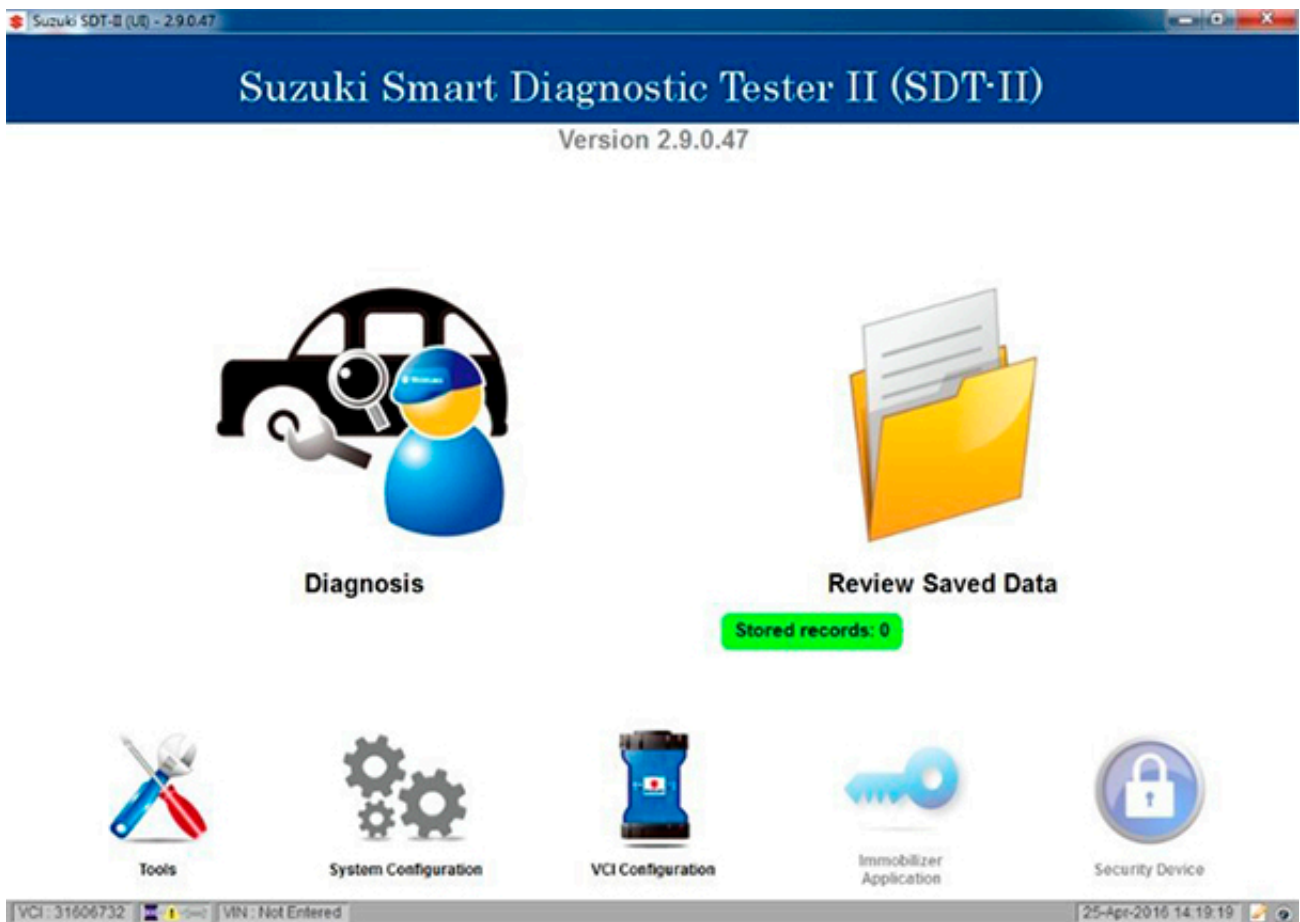 Suzuki SDT-II (UI) - 2.9.0.47
Suzuki Smart Diagnostic Tester II (SDT-II)
Version 2.9.0.47
SUZUKI
Diagnosis
Review Saved Data
Stored records: 0
Tools
System Configuration
VCI Configuration
Immobilizer
Application
Security Device
VCI : 31606732
VIN : Not Entered
25-Apr-2016 14:19:19